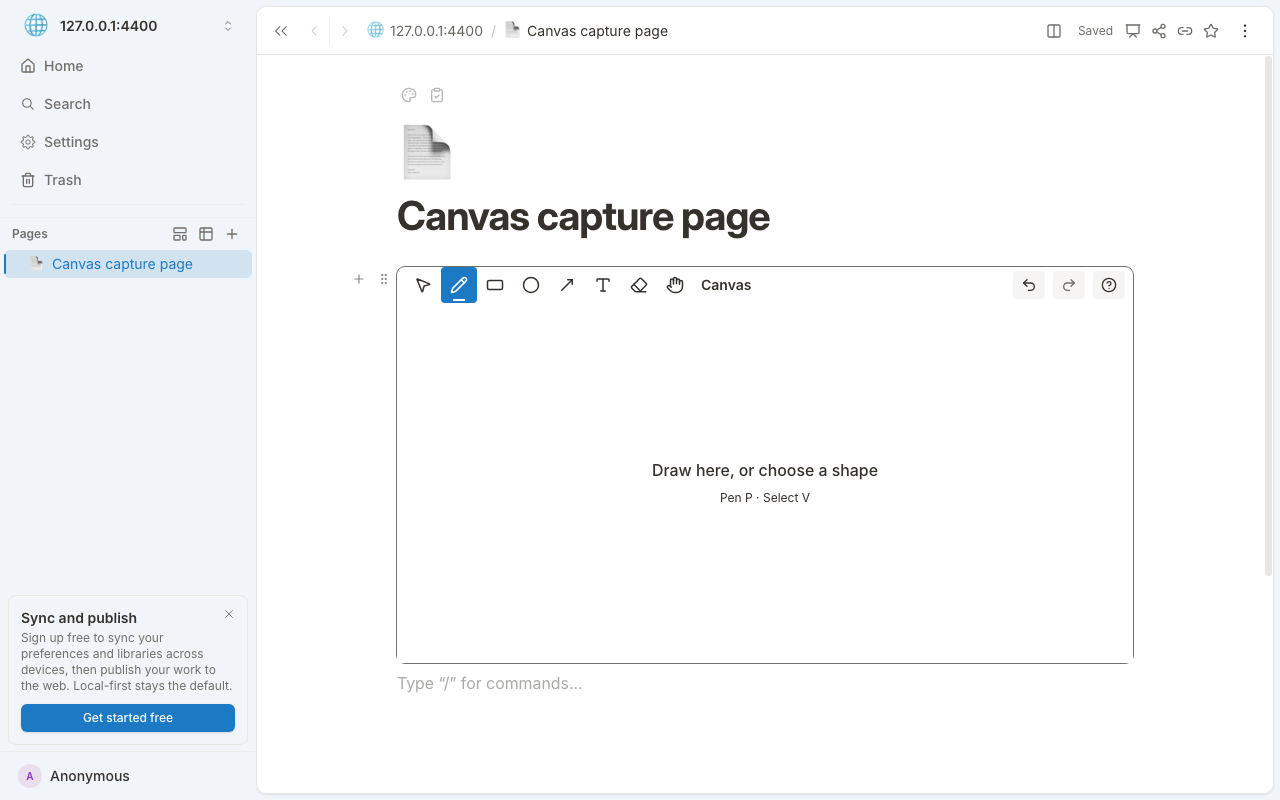 127.0.0.1:4400
Home
Search
Settings
Trash
Pages
Canvas capture page
Sync and publish
Sign up free to sync your
preferences and libraries across
devices, then publish your work to
the web. Local-first stays the default.
Get started free
A
Anonymous
127.0.0.1:4400 / Canvas capture page
Saved
Canvas capture page
Canvas
Draw here, or choose a shape
Pen P · Select V
Type “/” for commands…